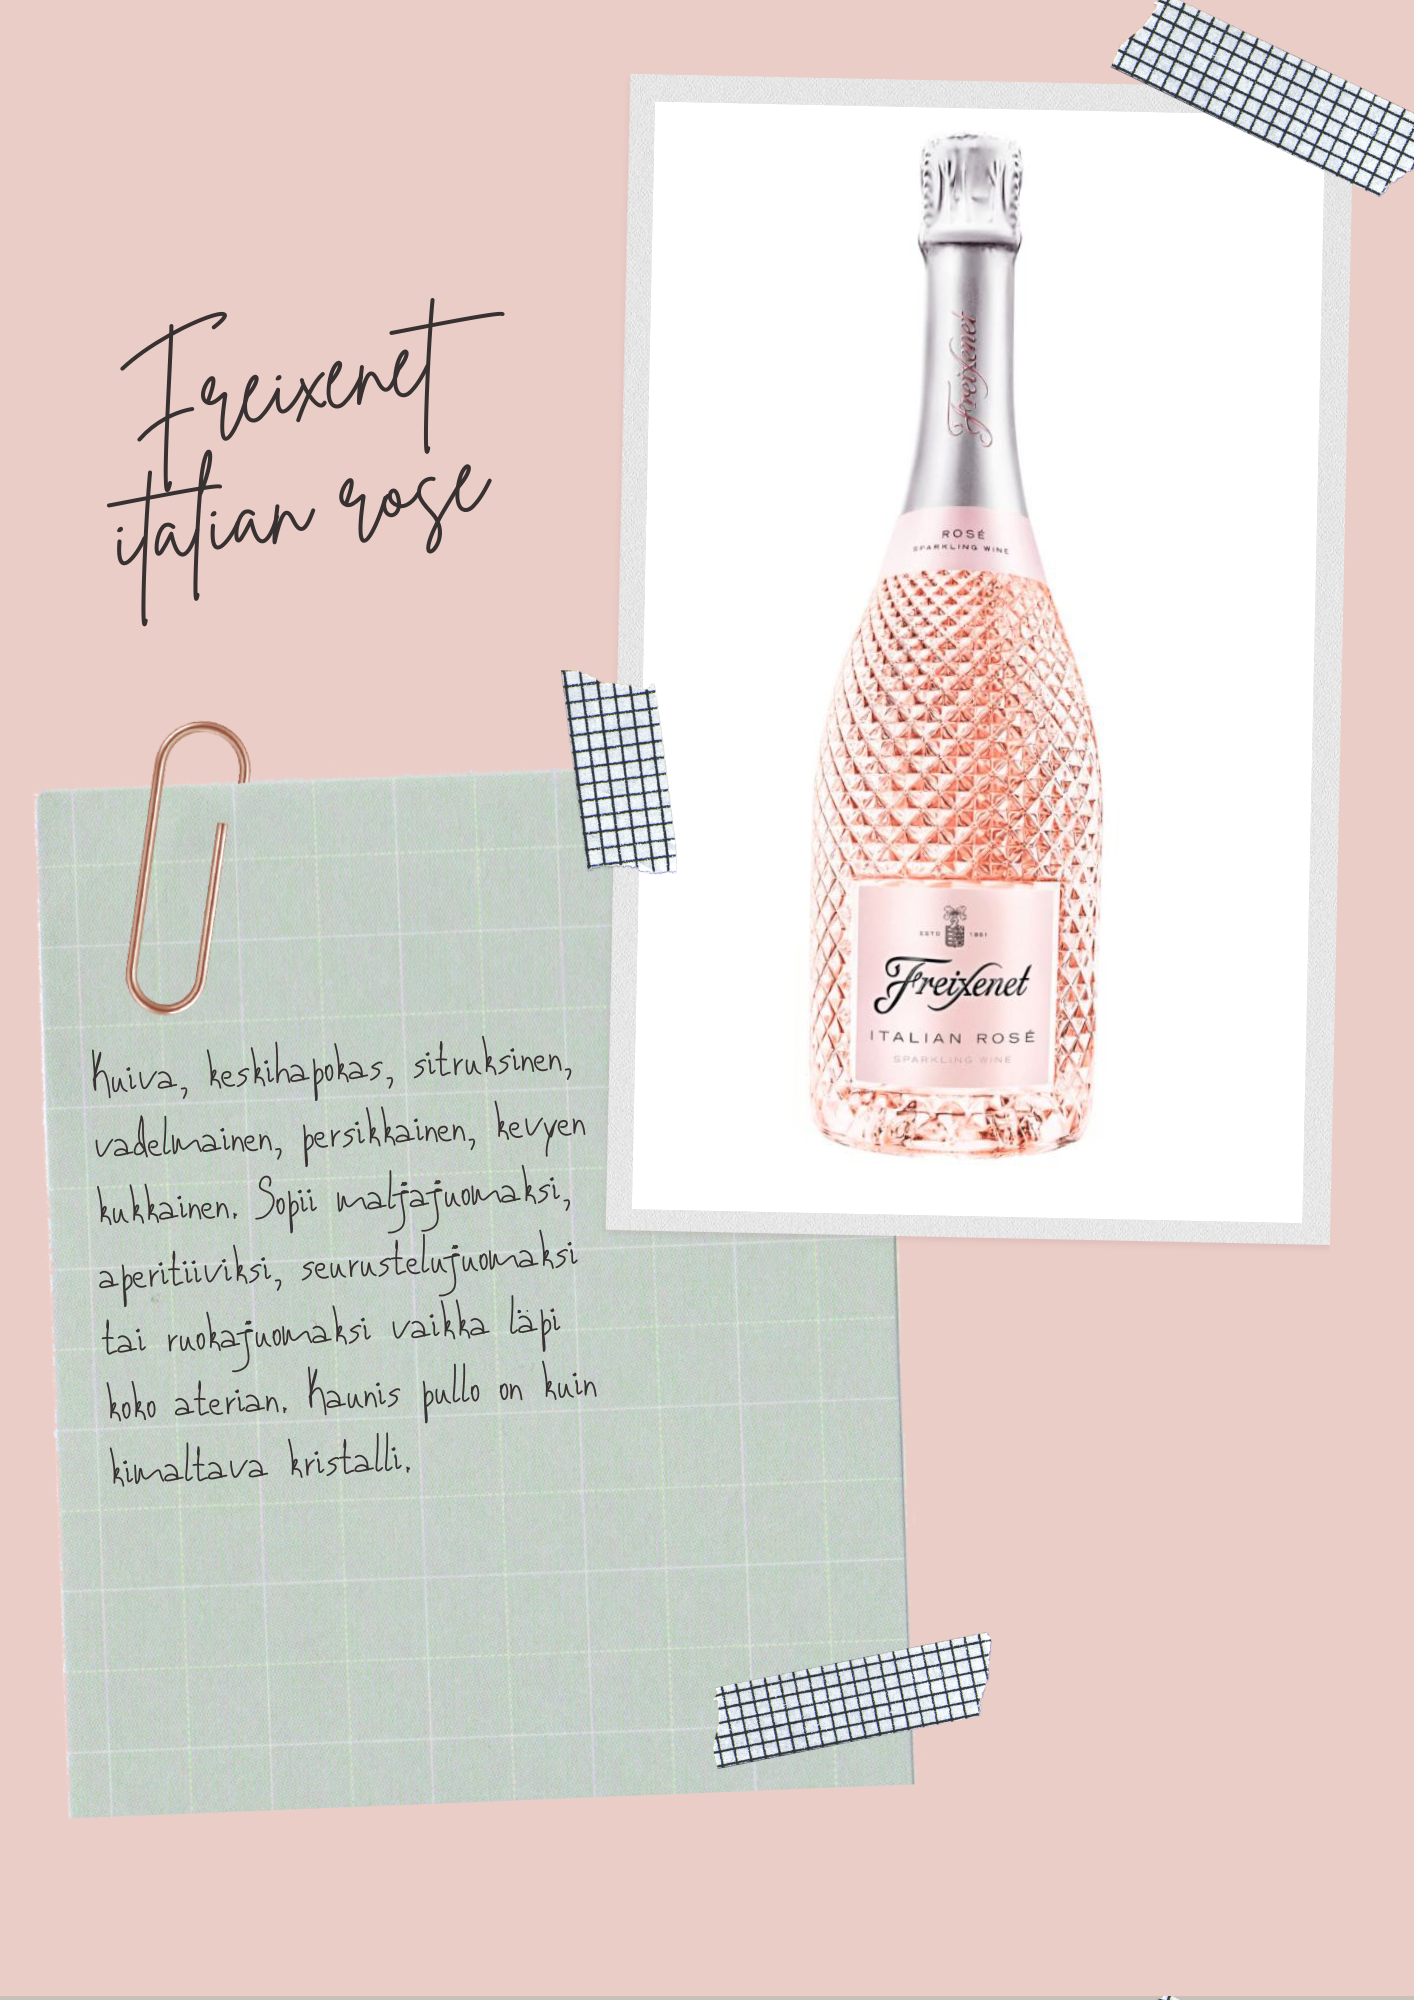 Freixenet
italian rose
Freixenet
ROSÉ
SPARKLING WINE
ESTD 1861
Freixenet
ITALIAN ROSÉ
SPARKLING WINE
Kuiva, keskihapokas, sitruksinen,
vadelmainen, persikkainen, kevyen
kukkainen. Sopii maljajuomaksi,
aperitiiviksi, seurustelujuomaksi
tai ruokajuomaksi vaikka läpi
koko aterian. Kaunis pullo on kuin
kimaltava kristalli.